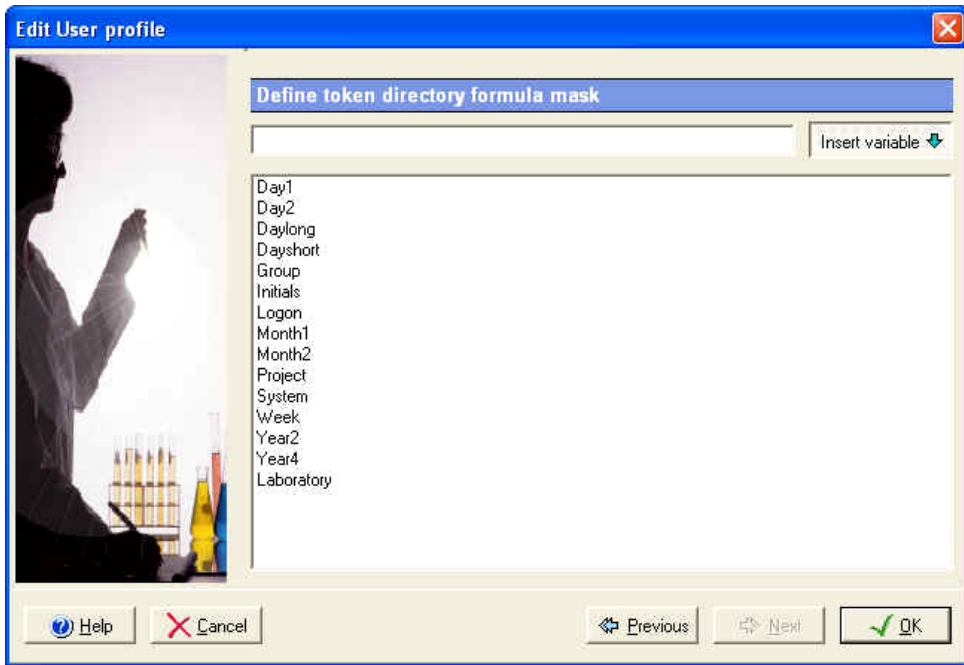 Edit User profile
Define token directory formula mask
Insert variable
Day1
Day2
Daylong
Dayshort
Group
Initials
Logon
Month1
Month2
Project
System
Week
Year2
Year4
Laboratory
Help Cancel Previous Next OK